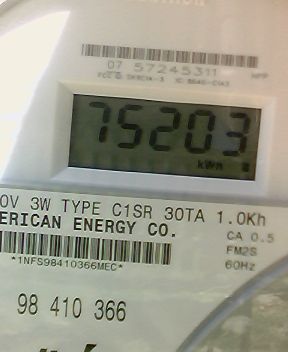 07 57245311
75203
kWh
0V 3W TYPE C1SR 30TA 1.0Kh
ERICAN ENERGY CO.
CA 0.5
FM2S
60Hz
*1NFS98410366MEC*
98 410 366